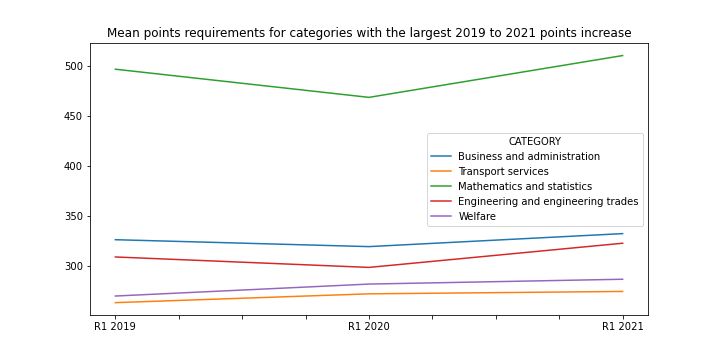 Mean points requirements for categories with the largest 2019 to 2021 points increase
500
450
400
350
300
CATEGORY
Business and administration
Transport services
Mathematics and statistics
Engineering and engineering trades
Welfare
R1 2019
R1 2020
R1 2021